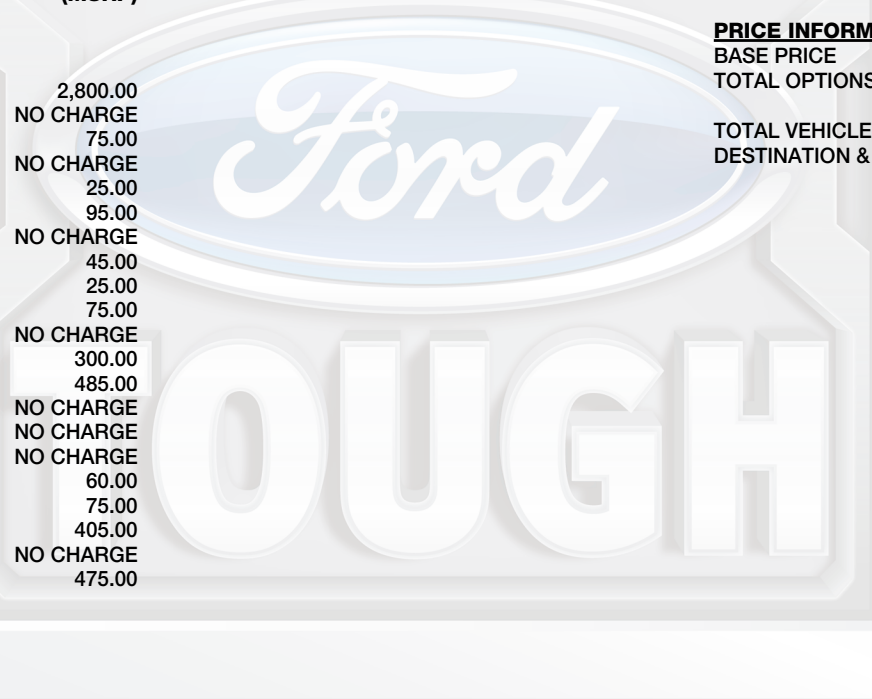 2,800.00
NO CHARGE
75.00
NO CHARGE
25.00
95.00
NO CHARGE
45.00
25.00
75.00
NO CHARGE
300.00
485.00
NO CHARGE
NO CHARGE
NO CHARGE
60.00
75.00
405.00
NO CHARGE
475.00
PRICE INFORM
BASE PRICE
TOTAL OPTIONS
TOTAL VEHICLE
DESTINATION &
Ford
TOUGH